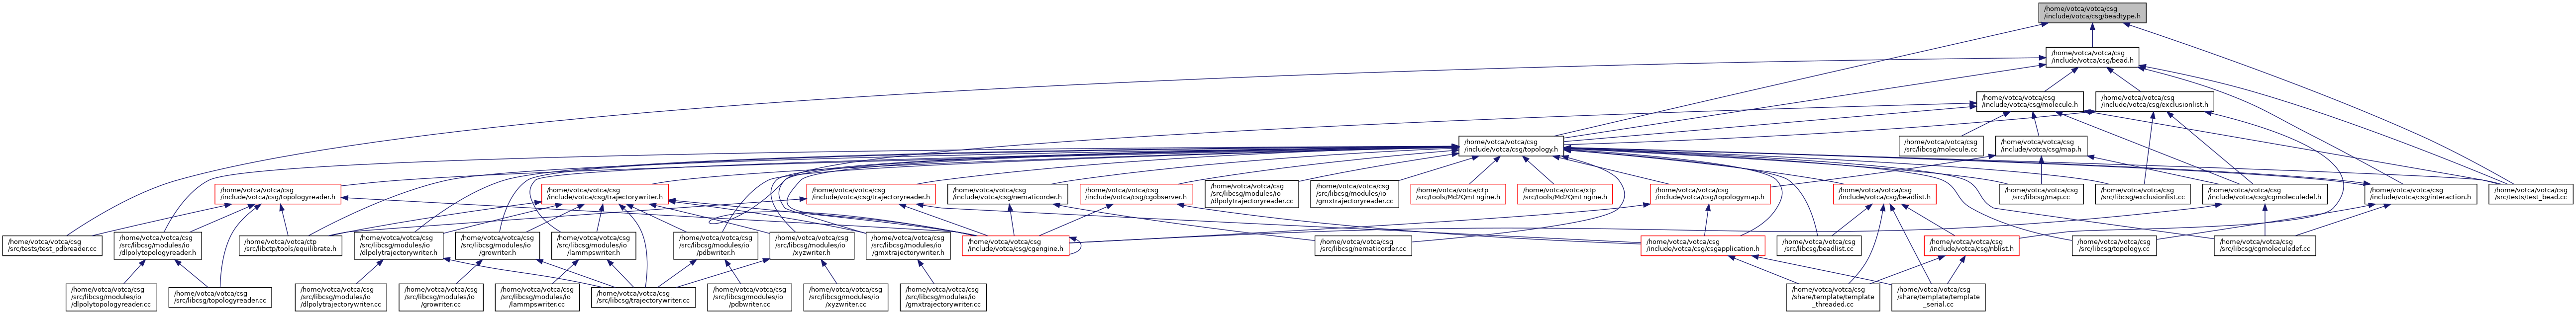 /home/votca/votca/csg
/include/votca/csg/beadtype.h
/home/votca/votca/csg
/include/votca/csg/bead.h
/home/votca/votca/csg
/include/votca/csg/molecule.h
/home/votca/votca/csg
/include/votca/csg/exclusionlist.h
/home/votca/votca/csg
/include/votca/csg/topology.h
/home/votca/votca/csg
/src/libcsg/molecule.cc
/home/votca/votca/csg
/include/votca/csg/map.h
/home/votca/votca/csg
/include/votca/csg/topologyreader.h
/home/votca/votca/csg
/include/votca/csg/trajectorywriter.h
/home/votca/votca/csg
/include/votca/csg/trajectoryreader.h
/home/votca/votca/csg
/include/votca/csg/nematicorder.h
/home/votca/votca/csg
/include/votca/csg/cgobserver.h
/home/votca/votca/csg
/src/libcsg/modules/io
/dlpolytrajectoryreader.cc
/home/votca/votca/csg
/src/libcsg/modules/io
/gmxtrajectoryreader.cc
/home/votca/votca/ctp
/src/tools/Md2QmEngine.h
/home/votca/votca/xtp
/src/tools/Md2QmEngine.h
/home/votca/votca/csg
/include/votca/csg/topologymap.h
/home/votca/votca/csg
/include/votca/csg/beadlist.h
/home/votca/votca/csg
/src/libcsg/map.cc
/home/votca/votca/csg
/src/libcsg/exclusionlist.cc
/home/votca/votca/csg
/include/votca/csg/cgmoleculedef.h
/home/votca/votca/csg
/include/votca/csg/interaction.h
/home/votca/votca/csg
/src/tests/test_bead.cc
/home/votca/votca/csg
/src/tests/test_pdbreader.cc
/home/votca/votca/csg
/src/libcsg/modules/io
/dlpolytopologyreader.h
/home/votca/votca/ctp
/src/libctp/tools/equilibrate.h
/home/votca/votca/csg
/src/libcsg/modules/io
/dlpolytrajectorywriter.h
/home/votca/votca/csg
/src/libcsg/modules/io
/growriter.h
/home/votca/votca/csg
/src/libcsg/modules/io
/lammpswriter.h
/home/votca/votca/csg
/src/libcsg/modules/io
/pdbwriter.h
/home/votca/votca/csg
/src/libcsg/modules/io
/xyzwriter.h
/home/votca/votca/csg
/src/libcsg/modules/io
/gmxtrajectorywriter.h
/home/votca/votca/csg
/include/votca/csg/cgengine.h
/home/votca/votca/csg
/src/libcsg/nematicorder.cc
/home/votca/votca/csg
/include/votca/csg/csgapplication.h
/home/votca/votca/csg
/src/libcsg/beadlist.cc
/home/votca/votca/csg
/include/votca/csg/nblist.h
/home/votca/votca/csg
/src/libcsg/topology.cc
/home/votca/votca/csg
/src/libcsg/cgmoleculedef.cc
/home/votca/votca/csg
/src/libcsg/modules/io
/dlpolytopologyreader.cc
/home/votca/votca/csg
/src/libcsg/topologyreader.cc
/home/votca/votca/csg
/src/libcsg/modules/io
/dlpolytrajectorywriter.cc
/home/votca/votca/csg
/src/libcsg/modules/io
/growriter.cc
/home/votca/votca/csg
/src/libcsg/modules/io
/lammpswriter.cc
/home/votca/votca/csg
/src/libcsg/trajectorywriter.cc
/home/votca/votca/csg
/src/libcsg/modules/io
/pdbwriter.cc
/home/votca/votca/csg
/src/libcsg/modules/io
/xyzwriter.cc
/home/votca/votca/csg
/src/libcsg/modules/io
/gmxtrajectorywriter.cc
/home/votca/votca/csg
/share/template/template
_threaded.cc
/home/votca/votca/csg
/share/template/template
_serial.cc